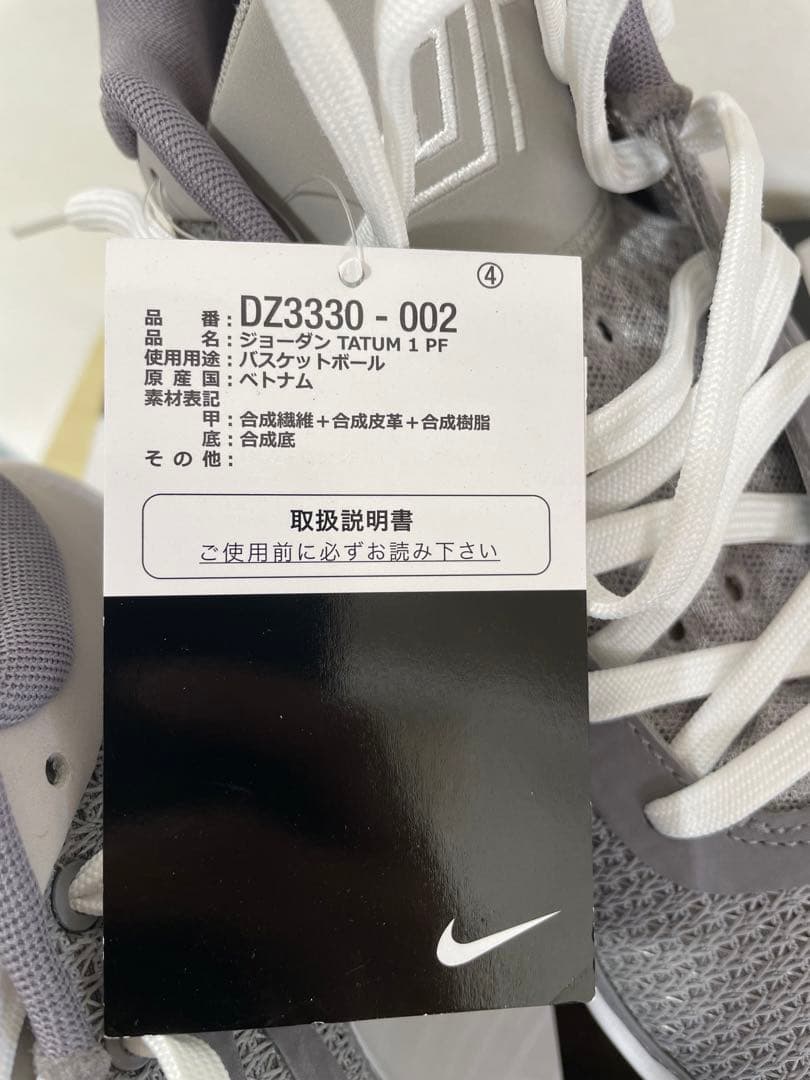 ④
品番：DZ3330 - 002
品名：ジョーダン TATUM 1 PF
使用用途：バスケットボール
原産国：ベトナム
素材表記
甲：合成繊維＋合成皮革＋合成樹脂
底：合成底
その他：
取扱説明書
ご使用前に必ずお読み下さい